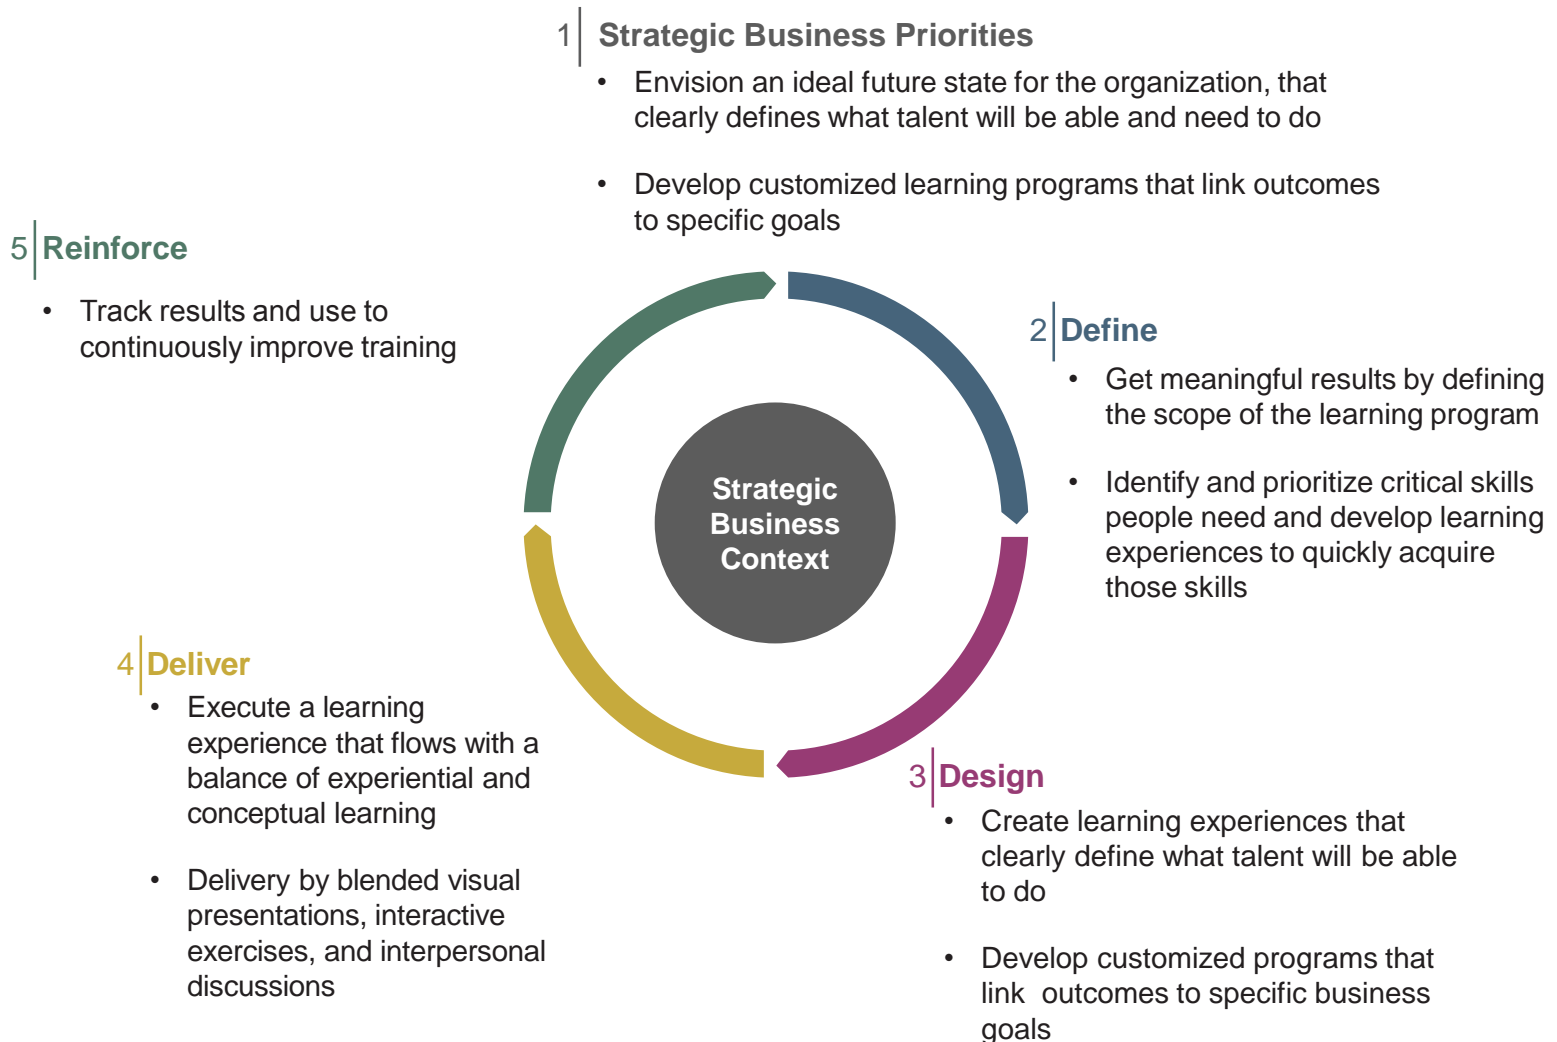 1 Strategic Business Priorities
• Envision an ideal future state for the organization, that
clearly defines what talent will be able and need to do
• Develop customized learning programs that link outcomes
to specific goals
2 Define
• Get meaningful results by defining
the scope of the learning program
• Identify and prioritize critical skills
people need and develop learning
experiences to quickly acquire
those skills
3 Design
• Create learning experiences that
clearly define what talent will be able
to do
• Develop customized programs that
link outcomes to specific business
goals
4 Deliver
• Execute a learning
experience that flows with a
balance of experiential and
conceptual learning
• Delivery by blended visual
presentations, interactive
exercises, and interpersonal
discussions
5 Reinforce
• Track results and use to
continuously improve training
Strategic
Business
Context